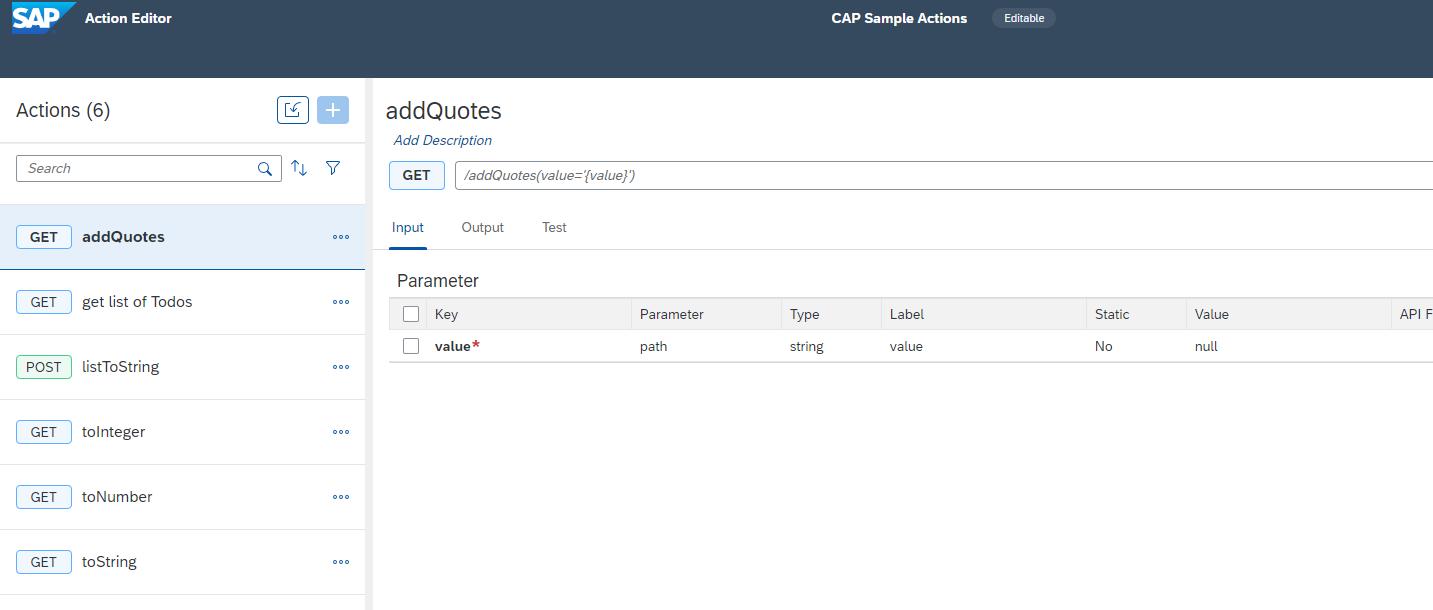 SAP Action Editor CAP Sample Actions Editable
Actions (6)
Search
GET addQuotes
GET get list of Todos
POST listToString
GET toInteger
GET toNumber
GET toString
addQuotes
Add Description
GET /addQuotes(value='{value}')
Input Output Test
Parameter
Key Parameter Type Label Static Value API F
value* path string value No null